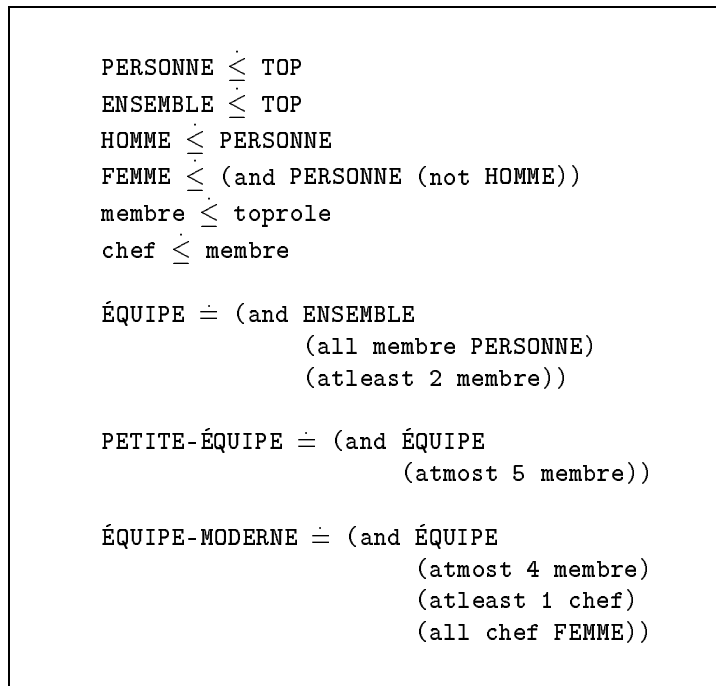 PERSONNE ≤̇ TOP
ENSEMBLE ≤̇ TOP
HOMME ≤̇ PERSONNE
FEMME ≤̇ (and PERSONNE (not HOMME))
membre ≤̇ toprole
chef ≤̇ membre
ÉQUIPE ≐ (and ENSEMBLE
(all membre PERSONNE)
(atleast 2 membre))
PETITE-ÉQUIPE ≐ (and ÉQUIPE
(atmost 5 membre))
ÉQUIPE-MODERNE ≐ (and ÉQUIPE
(atmost 4 membre)
(atleast 1 chef)
(all chef FEMME))